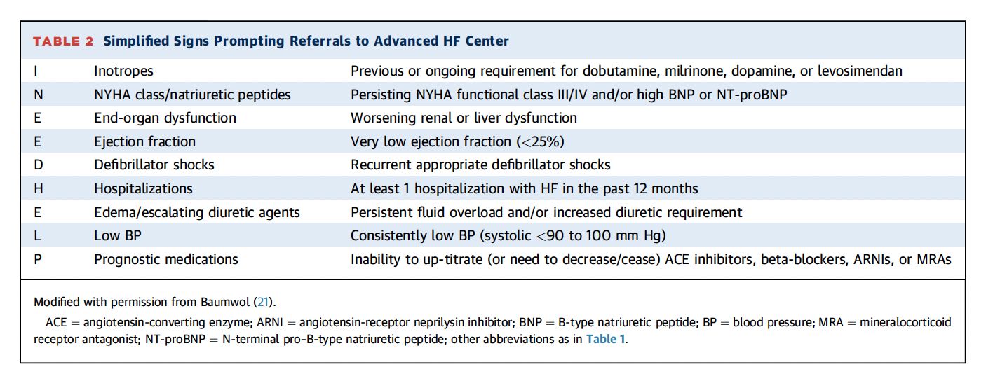 TABLE 2 Simplified Signs Prompting Referrals to Advanced HF Center
I Inotropes Previous or ongoing requirement for dobutamine, milrinone, dopamine, or levosimendan
N NYHA class/natriuretic peptides Persisting NYHA functional class III/IV and/or high BNP or NT-proBNP
E End-organ dysfunction Worsening renal or liver dysfunction
E Ejection fraction Very low ejection fraction (<25%)
D Defibrillator shocks Recurrent appropriate defibrillator shocks
H Hospitalizations At least 1 hospitalization with HF in the past 12 months
E Edema/escalating diuretic agents Persistent fluid overload and/or increased diuretic requirement
L Low BP Consistently low BP (systolic <90 to 100 mm Hg)
P Prognostic medications Inability to up-titrate (or need to decrease/cease) ACE inhibitors, beta-blockers, ARNIs, or MRAs
Modified with permission from Baumwol (21).
ACE = angiotensin-converting enzyme; ARNI = angiotensin-receptor neprilysin inhibitor; BNP = B-type natriuretic peptide; BP = blood pressure; MRA = mineralocorticoid
receptor antagonist; NT-proBNP = N-terminal pro–B-type natriuretic peptide; other abbreviations as in Table 1.